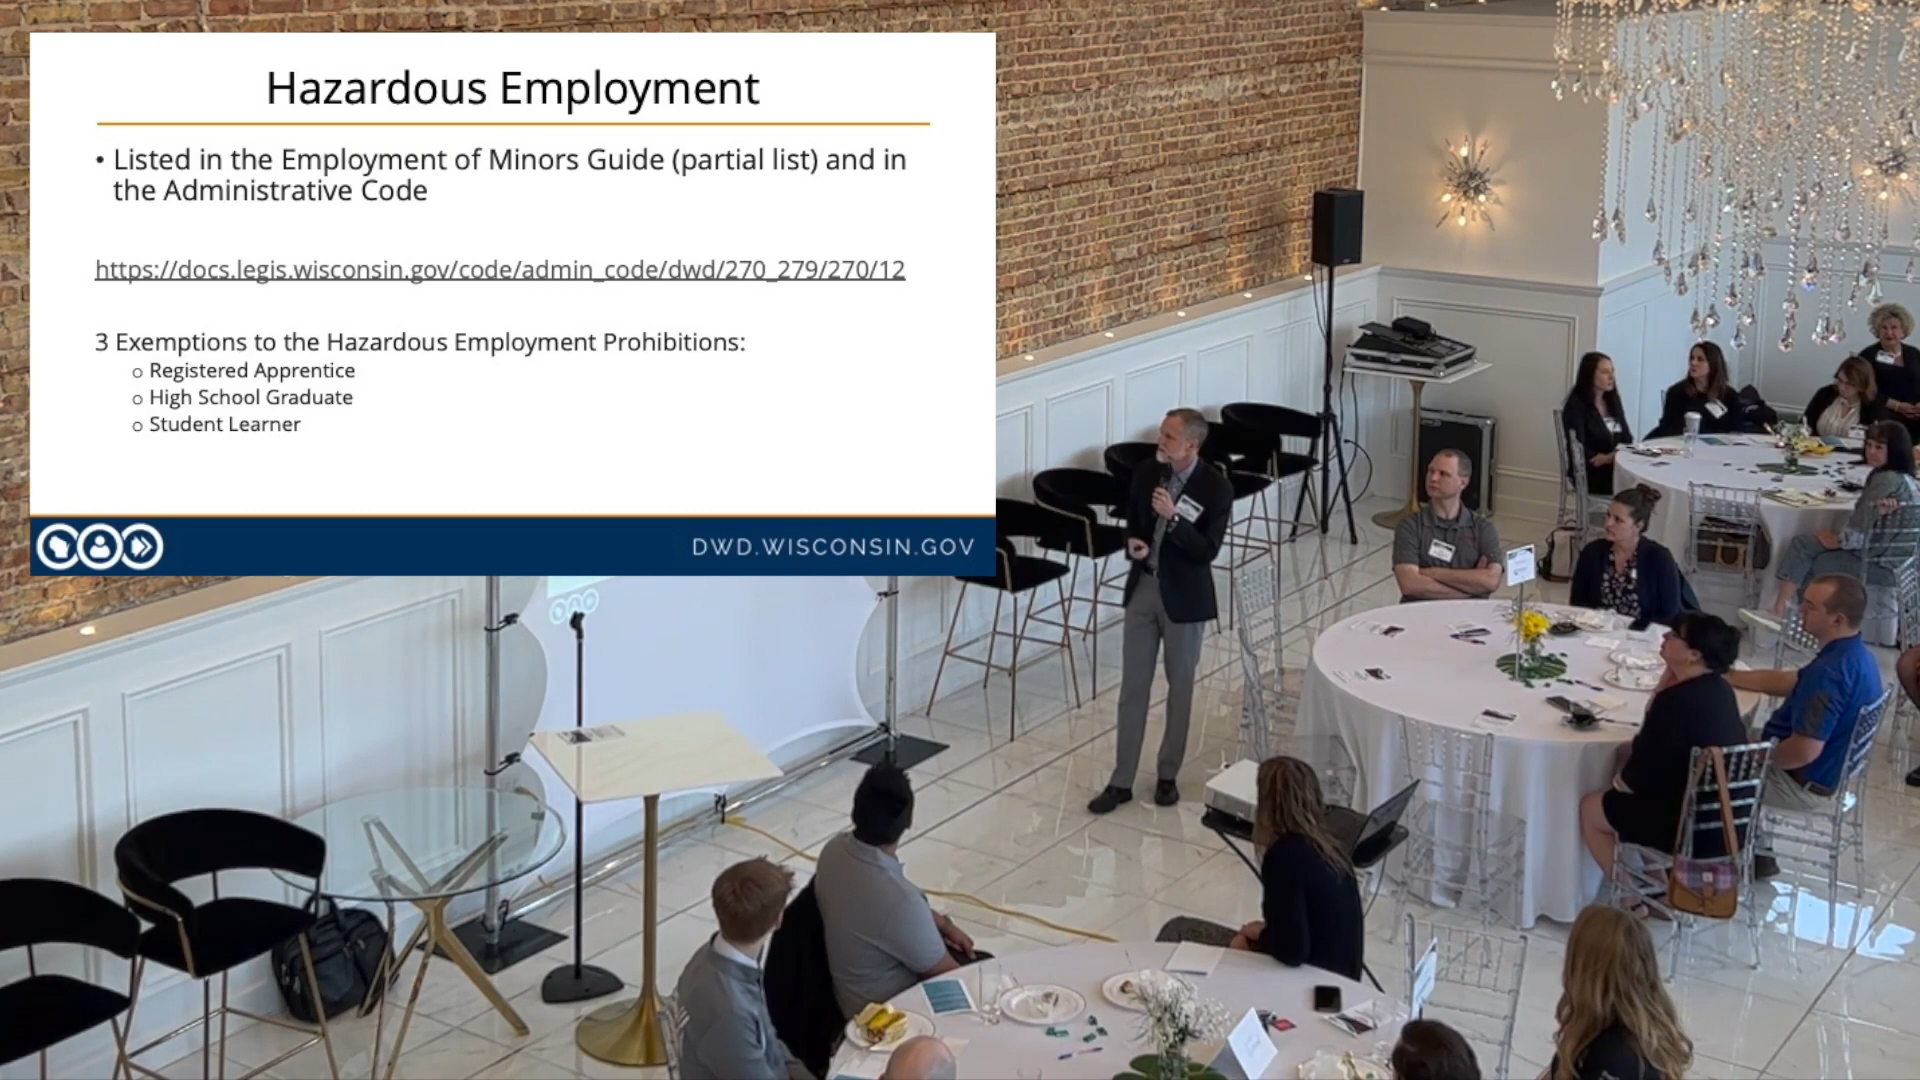 Hazardous Employment
• Listed in the Employment of Minors Guide (partial list) and in
the Administrative Code
https://docs.legis.wisconsin.gov/code/admin_code/dwd/270_279/270/12
3 Exemptions to the Hazardous Employment Prohibitions:
o Registered Apprentice
o High School Graduate
o Student Learner
DWD.WISCONSIN.GOV